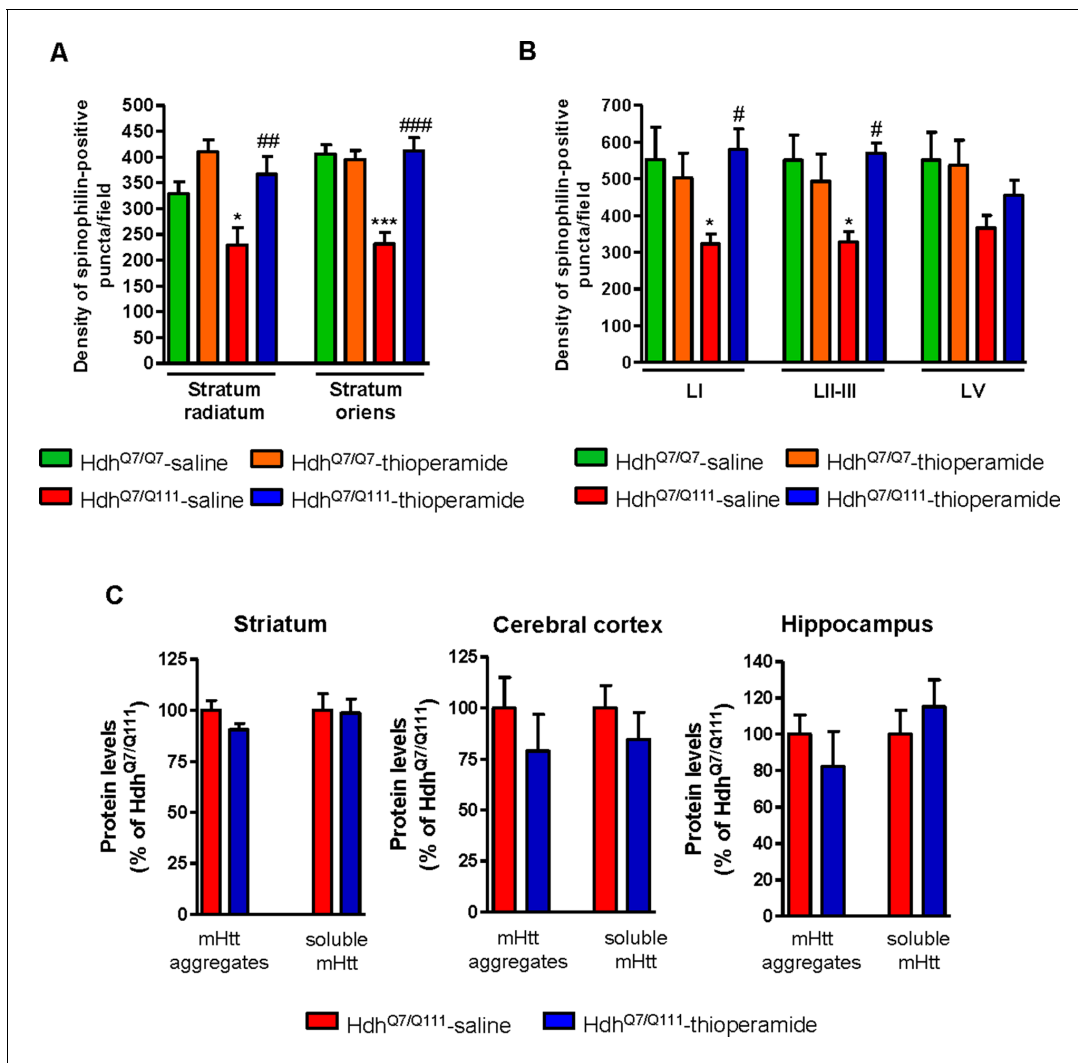 A
Density of spinophilin-positive
puncta/field
500
450
400
350
300
250
200
150
100
50
0
*
##
***
###
Stratum
radiatum
Stratum
oriens
HdhQ7/Q7-saline
HdhQ7/Q7-thioperamide
HdhQ7/Q111-saline
HdhQ7/Q111-thioperamide
B
Density of spinophilin-positive
puncta/field
700
600
500
400
300
200
100
0
*
#
*
#
LI
LII-III
LV
HdhQ7/Q7-saline
HdhQ7/Q7-thioperamide
HdhQ7/Q111-saline
HdhQ7/Q111-thioperamide
C
Striatum
Protein levels
(% of HdhQ7/Q111)
125
100
75
50
25
0
mHtt
aggregates
soluble
mHtt
Cerebral cortex
Protein levels
(% of HdhQ7/Q111)
125
100
75
50
25
0
mHtt
aggregates
soluble
mHtt
Hippocampus
Protein levels
(% of HdhQ7/Q111)
140
120
100
80
60
40
20
0
mHtt
aggregates
soluble
mHtt
HdhQ7/Q111-saline
HdhQ7/Q111-thioperamide